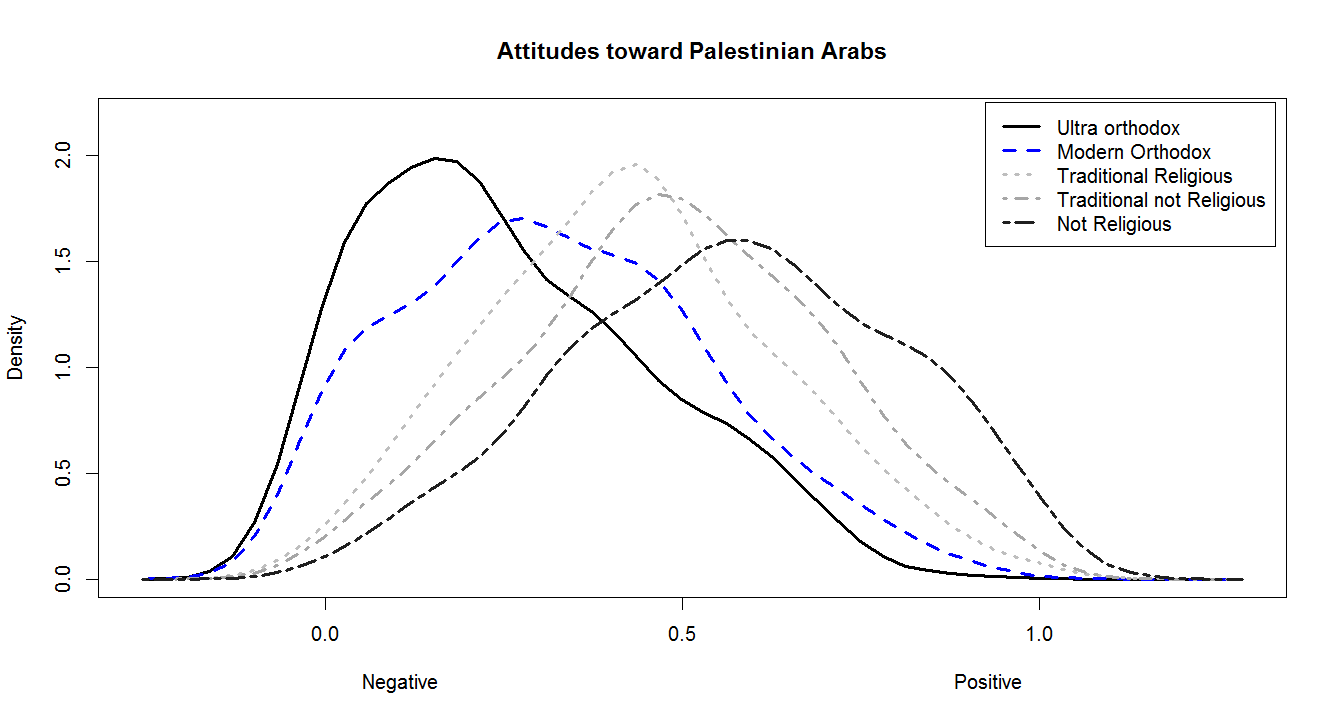 Attitudes toward Palestinian Arabs
Ultra orthodox
Modern Orthodox
Traditional Religious
Traditional not Religious
Not Religious
Density
2.0
1.5
1.0
0.5
0.0
0.0 0.5 1.0
Negative Positive